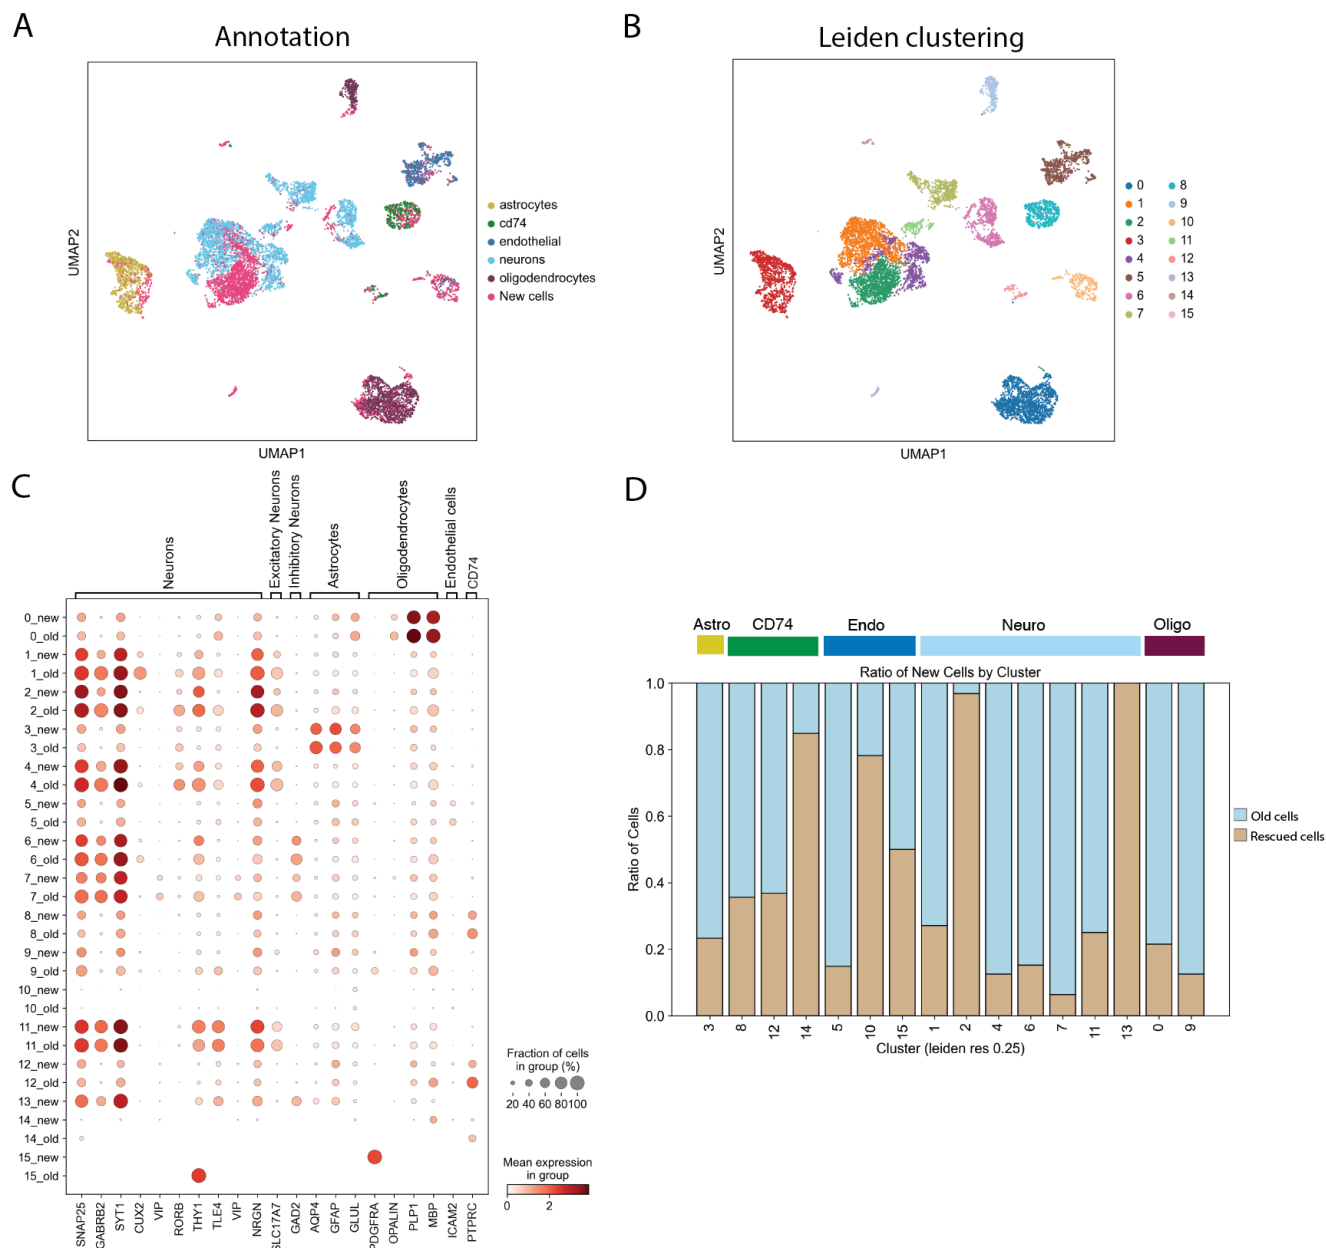 A
Annotation
UMAP2
UMAP1
astrocytes
cd74
endothelial
neurons
oligodendrocytes
New cells
B
Leiden clustering
UMAP2
UMAP1
0 8
1 9
2 10
3 11
4 12
5 13
6 14
7 15
C
Neurons
Excitatory Neurons
Inhibitory Neurons
Astrocytes
Oligodendrocytes
Endothelial cells
CD74
0_new
0_old
1_new
1_old
2_new
2_old
3_new
3_old
4_new
4_old
5_new
5_old
6_new
6_old
7_new
7_old
8_new
8_old
9_new
9_old
10_new
10_old
11_new
11_old
12_new
12_old
13_new
14_new
14_old
15_new
15_old
SNAP25
GABRB2
SYT1
CUX2
VIP
RORB
THY1
TLE4
VIP
NRGN
SLC17A7
GAD2
AQP4
GFAP
GLUL
PDGFRA
OPALIN
PLP1
MBP
ICAM2
PTPRC
Fraction of cells
in group (%)
20 40 60 80 100
Mean expression
in group
0 2
D
Astro CD74 Endo Neuro Oligo
Ratio of New Cells by Cluster
Ratio of Cells
1.0
0.8
0.6
0.4
0.2
0.0
3 8 12 14 5 10 15 1 2 4 6 7 11 13 0 9
Cluster (leiden res 0.25)
Old cells
Rescued cells